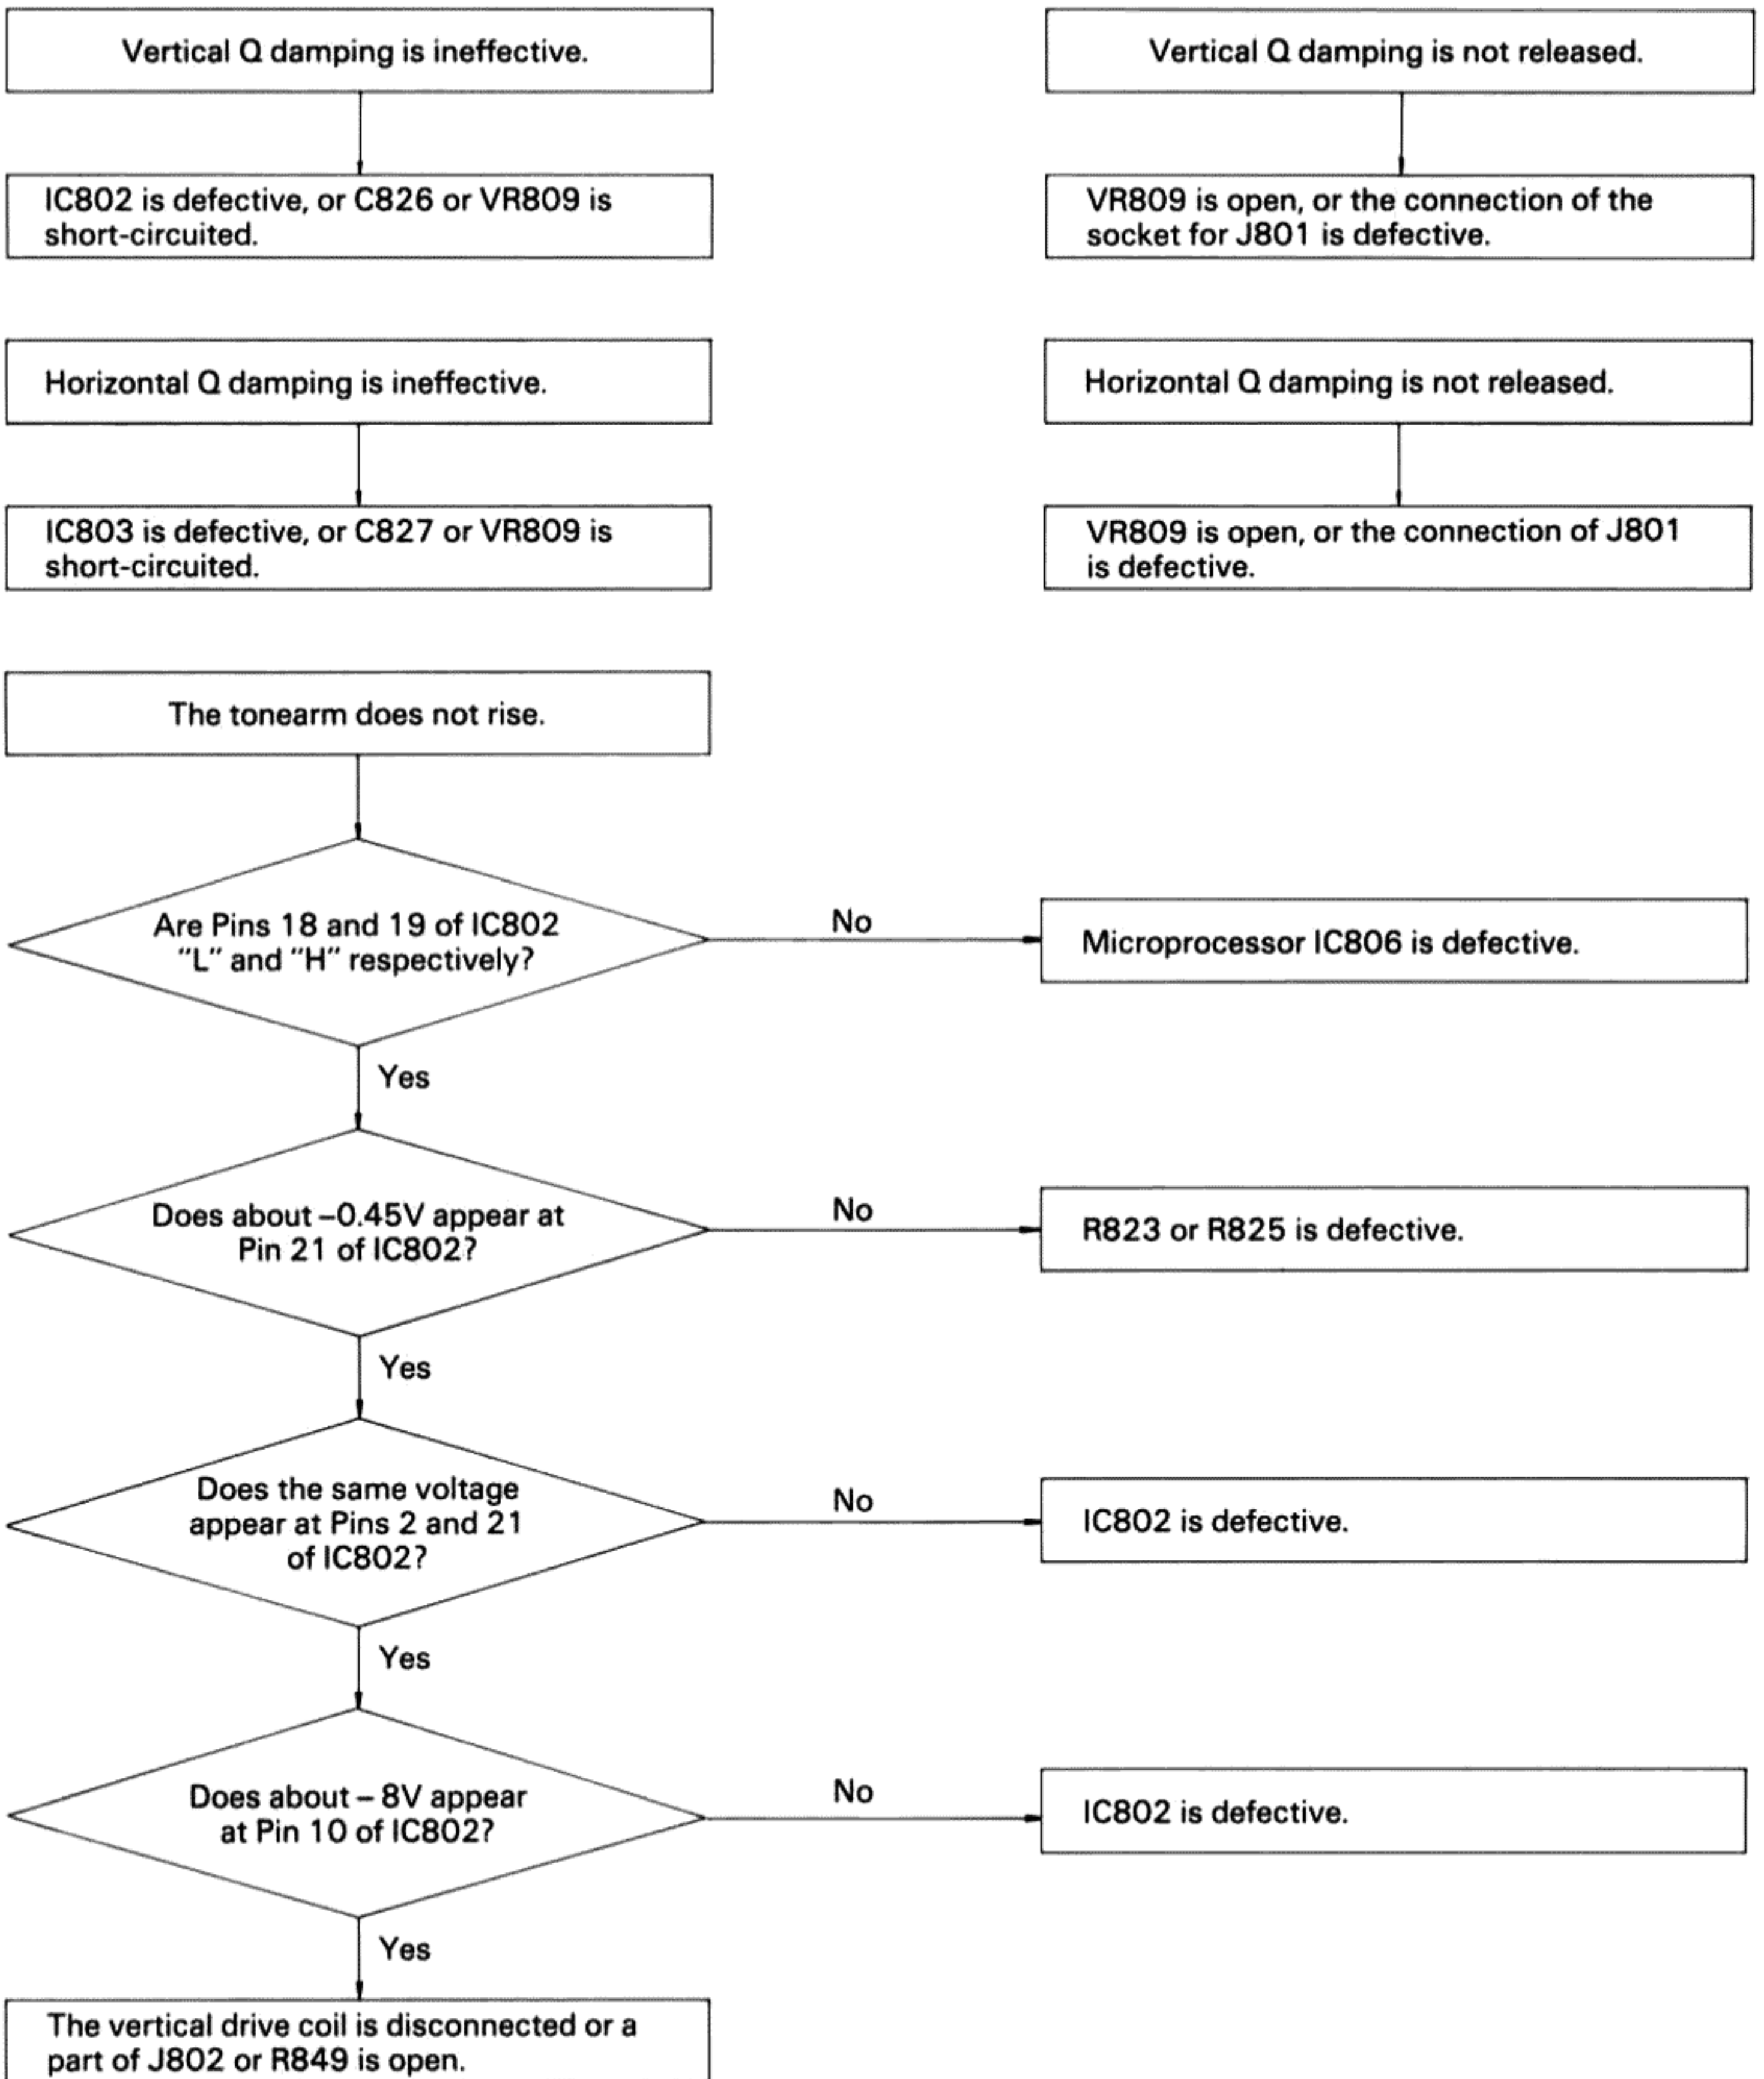 Vertical Q damping is ineffective.
IC802 is defective, or C826 or VR809 is
short-circuited.
Vertical Q damping is not released.
VR809 is open, or the connection of the
socket for J801 is defective.
Horizontal Q damping is ineffective.
IC803 is defective, or C827 or VR809 is
short-circuited.
Horizontal Q damping is not released.
VR809 is open, or the connection of J801
is defective.
The tonearm does not rise.
Are Pins 18 and 19 of IC802
“L” and “H” respectively?
No
Microprocessor IC806 is defective.
Yes
Does about –0.45V appear at
Pin 21 of IC802?
No
R823 or R825 is defective.
Yes
Does the same voltage
appear at Pins 2 and 21
of IC802?
No
IC802 is defective.
Yes
Does about – 8V appear
at Pin 10 of IC802?
No
IC802 is defective.
Yes
The vertical drive coil is disconnected or a
part of J802 or R849 is open.